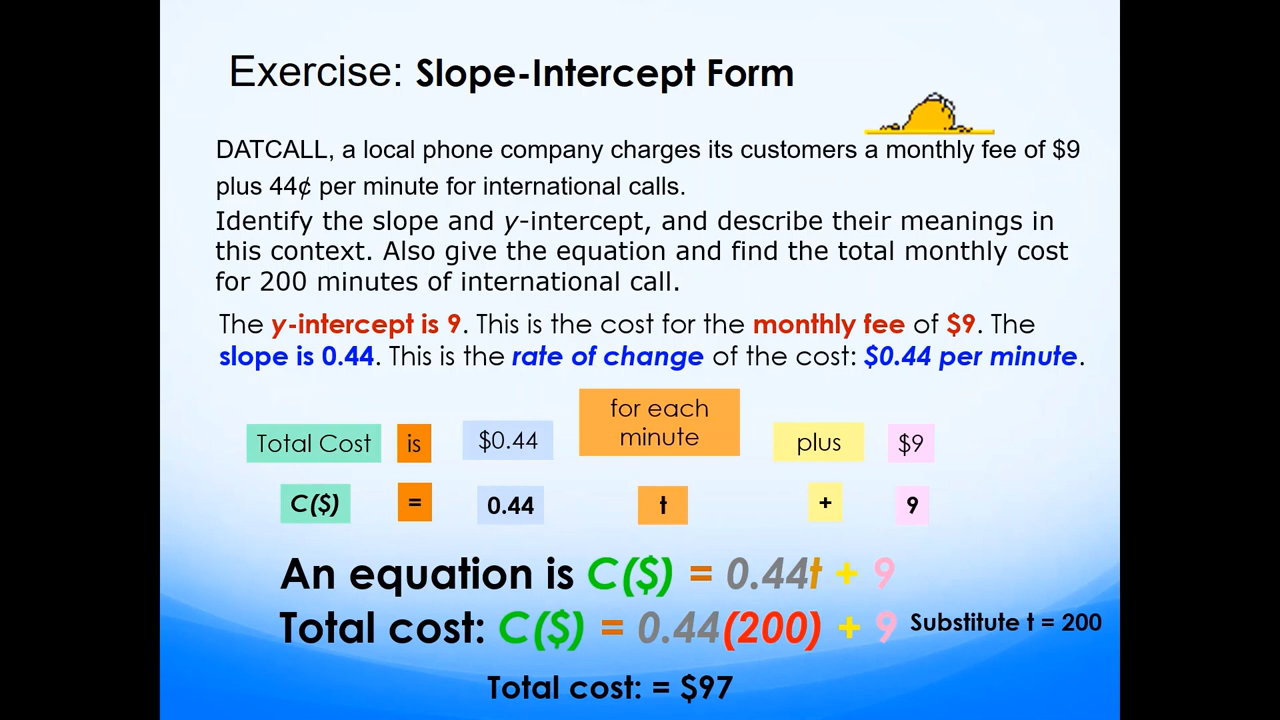 Exercise: Slope-Intercept Form
DATCALL, a local phone company charges its customers a monthly fee of $9
plus 44¢ per minute for international calls.
Identify the slope and y-intercept, and describe their meanings in
this context. Also give the equation and find the total monthly cost
for 200 minutes of international call.
The y-intercept is 9. This is the cost for the monthly fee of $9. The
slope is 0.44. This is the rate of change of the cost: $0.44 per minute.
Total Cost is $0.44 for each minute plus $9
C($) = 0.44 t + 9
An equation is C($) = 0.44t + 9
Total cost: C($) = 0.44(200) + 9 Substitute t = 200
Total cost: = $97